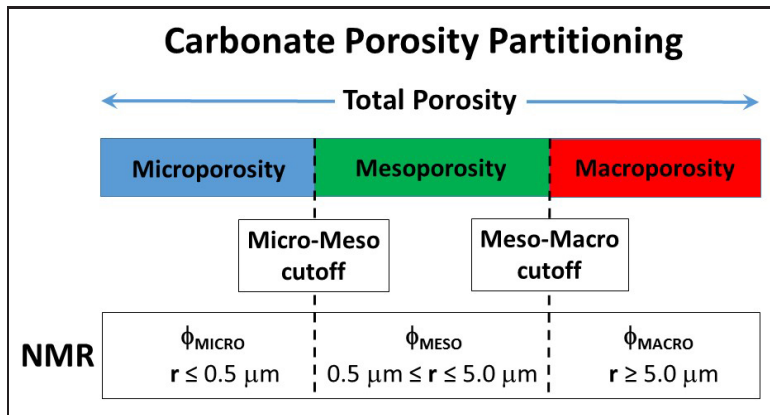 Carbonate Porosity Partitioning
Total Porosity
Microporosity Mesoporosity Macroporosity
Micro-Meso cutoff
Meso-Macro cutoff
NMR
ϕMICRO
r ≤ 0.5 μm
ϕMESO
0.5 μm ≤ r ≤ 5.0 μm
ϕMACRO
r ≥ 5.0 μm